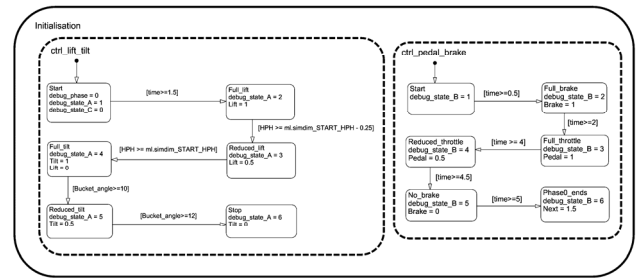 Initialisation
ctrl_lift_tilt
Start
debug_phase = 0
debug_state_A = 1
debug_state_C = 0
[time>=1.5]
Full_lift
debug_state_A = 2
Lift = 1
[HPH >= ml.simdim_START_HPH - 0.25]
Reduced_lift
debug_state_A = 3
Lift = 0.5
[HPH >= ml.simdim_START_HPH]
Full_tilt
debug_state_A = 4
Tilt = 1
Lift = 0
[Bucket_angle>=10]
Reduced_tilt
debug_state_A = 5
Tilt = 0.5
[Bucket_angle>=12]
Stop
debug_state_A = 6
Tilt = 0
ctrl_pedal_brake
Start
debug_state_B = 1
[time>=0.5]
Full_brake
debug_state_B = 2
Brake = 1
[time>=2]
Full_throttle
debug_state_B = 3
Pedal = 1
[time >= 4]
Reduced_throttle
debug_state_B = 4
Pedal = 0.5
[time>=4.5]
No_brake
debug_state_B = 5
Brake = 0
[time>=5]
Phase0_ends
debug_state_B = 6
Next = 1.5